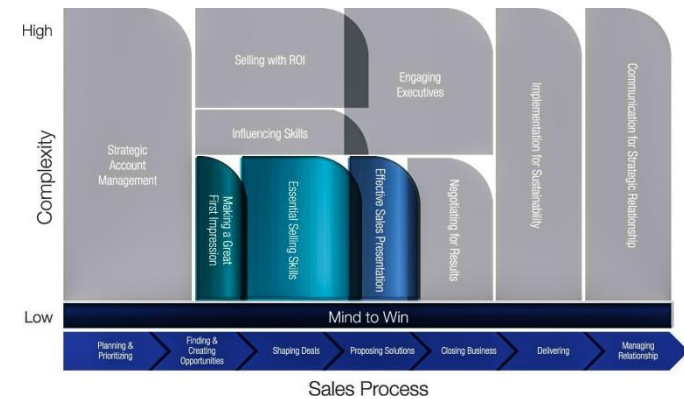 High
Complexity
Low
Strategic
Account
Management
Selling with ROI
Influencing Skills
Engaging
Executives
Making a Great
First Impression
Essential Selling Skills
Effective Sales Presentation
Negotiating for Results
Implementation for Sustainability
Communication for Strategic Relationship
Mind to Win
Planning &
Prioritizing
Finding &
Creating
Opportunities
Shaping Deals
Proposing Solutions
Closing Business
Delivering
Managing
Relationship
Sales Process